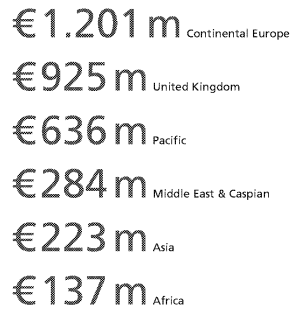 €1.201 m Continental Europe
€925 m United Kingdom
€636 m Pacific
€284 m Middle East & Caspian
€223 m Asia
€137 m Africa